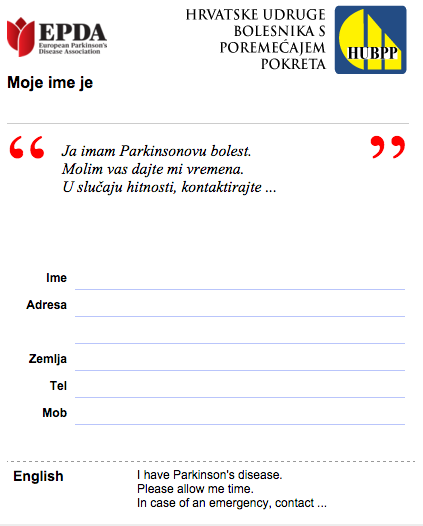 EPDA
European Parkinson's
Disease Association
HRVATSKE UDRUGE
BOLESNIKA S
POREMEĆAJEM
POKRETA
HUBPP
Moje ime je
“ Ja imam Parkinsonovu bolest. ”
Molim vas dajte mi vremena.
U slučaju hitnosti, kontaktirajte ...
Ime
Adresa
Zemlja
Tel
Mob
English
I have Parkinson's disease.
Please allow me time.
In case of an emergency, contact ...